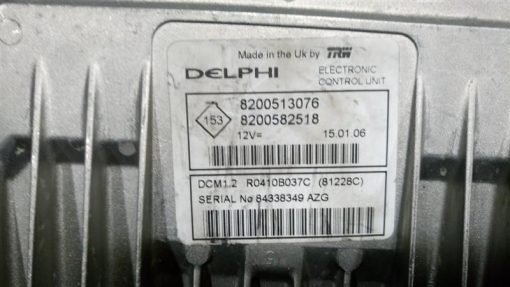 Made in the Uk by TRW
DELPHI ELECTRONIC
CONTROL UNIT
153
8200513076
8200582518
12V= 15.01.06
DCM1.2 R0410B037C (81228C)
SERIAL No 84338349 AZG